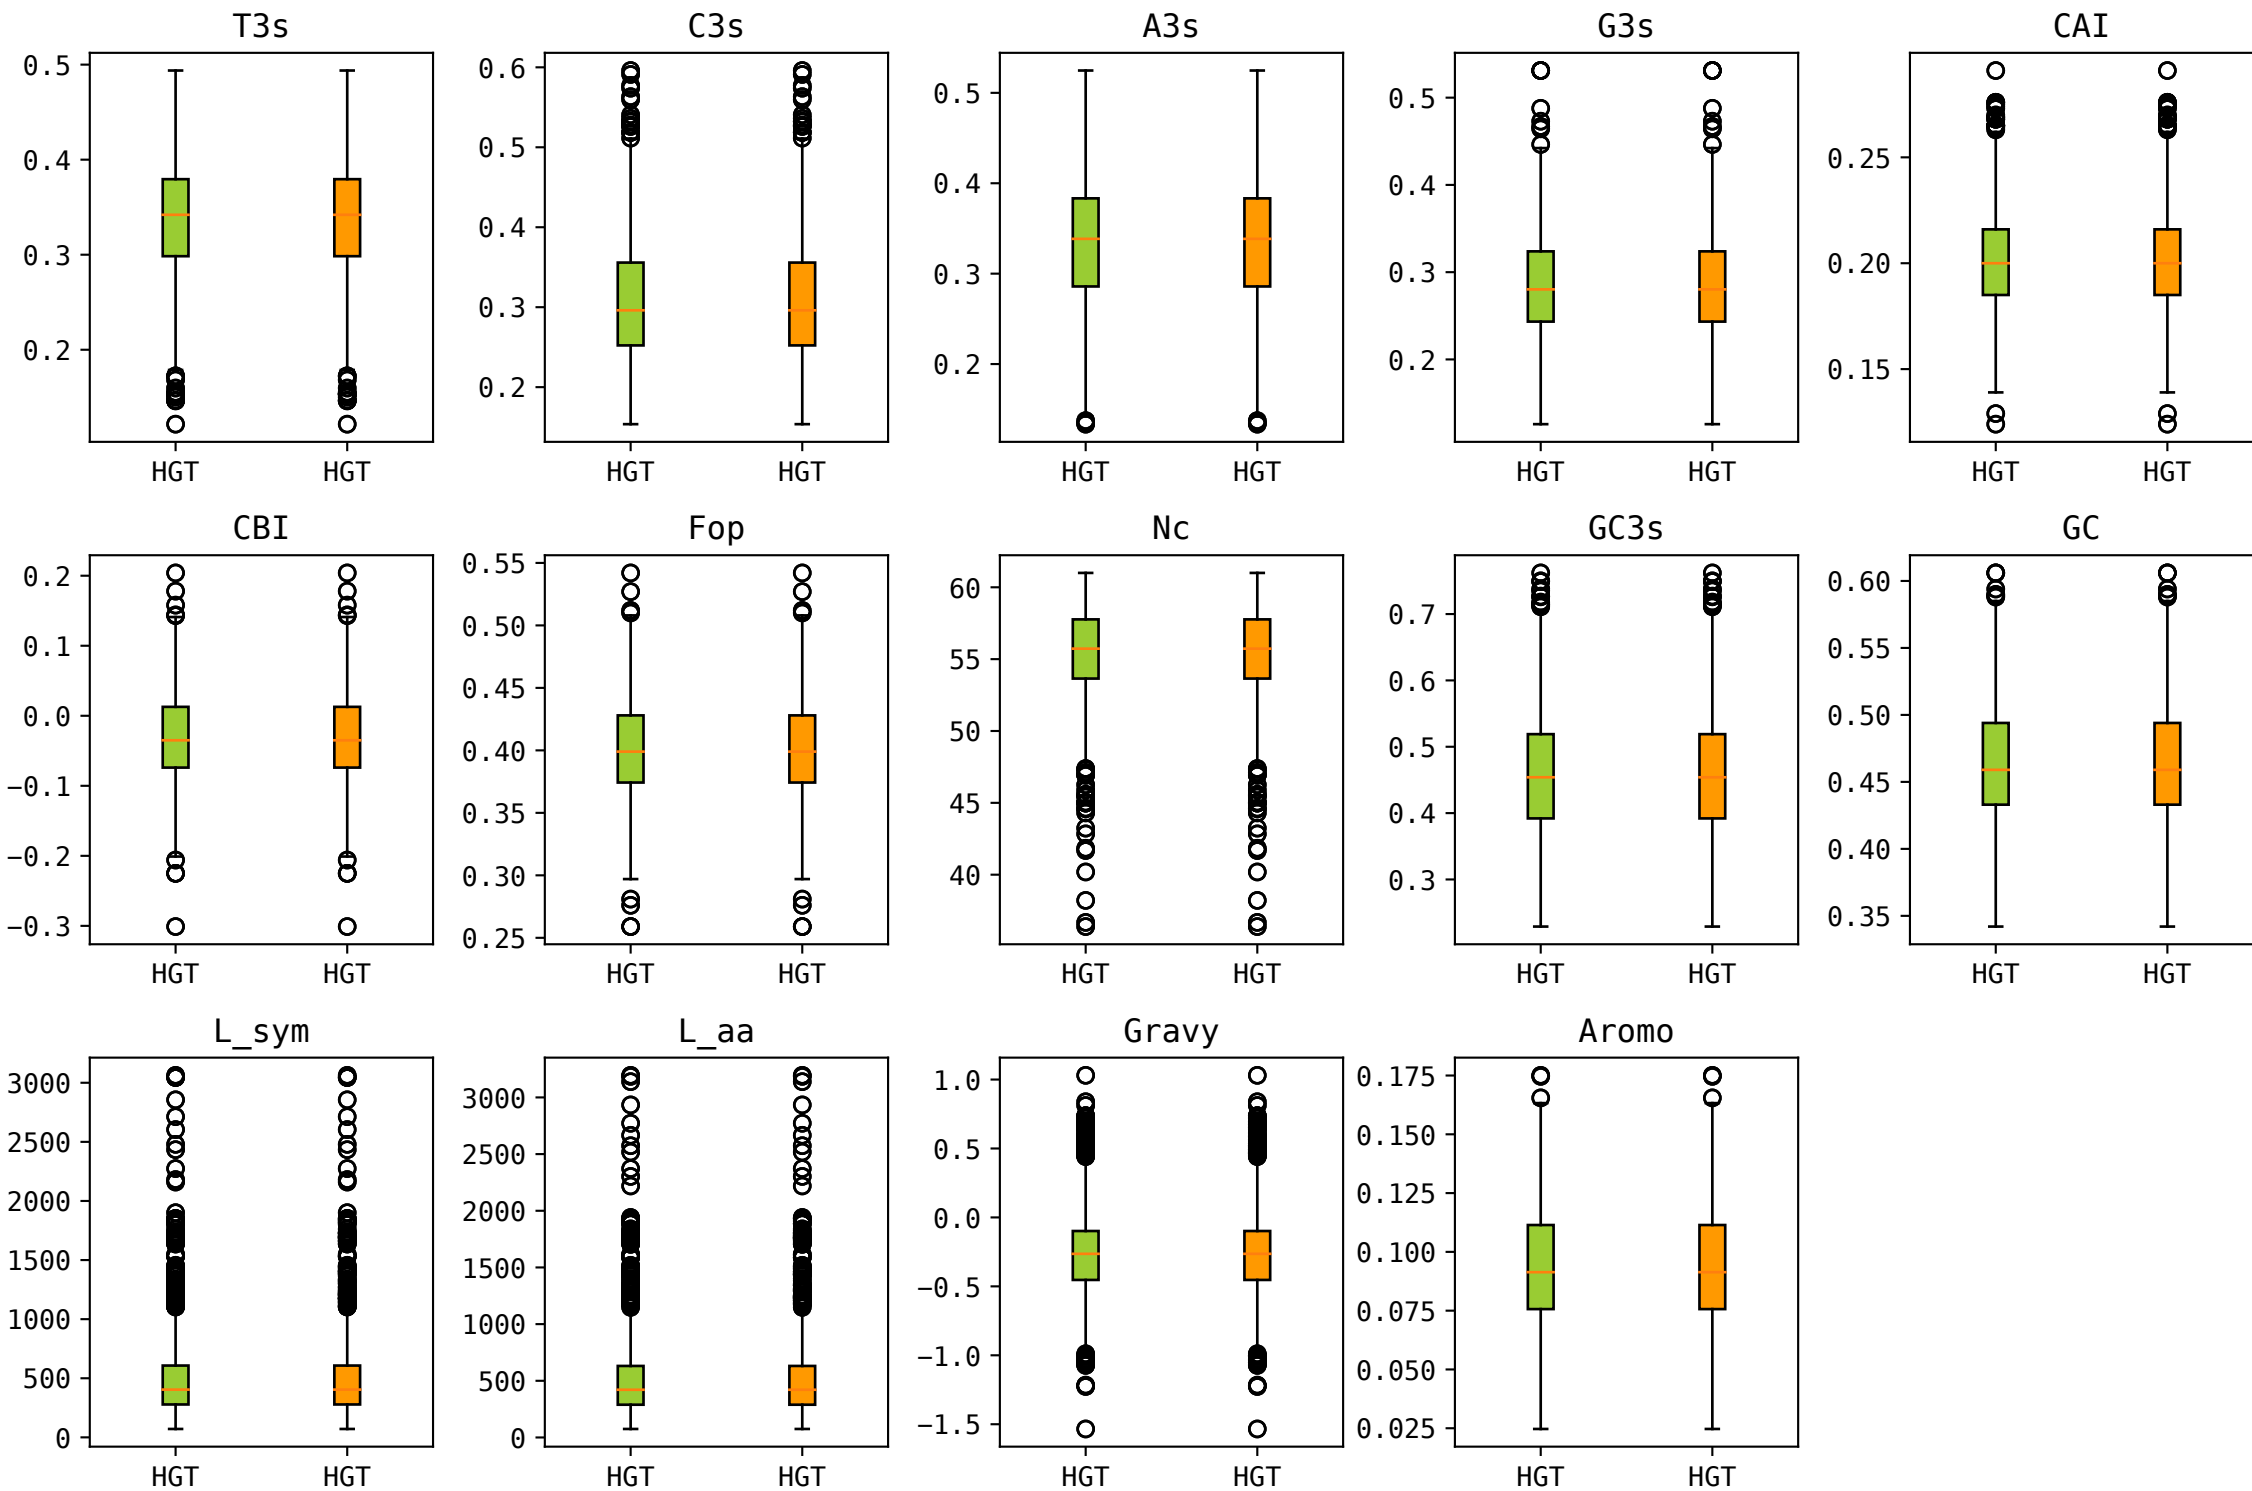 T3s
C3s
A3s
G3s
CAI
0.5
0.4
0.3
0.2
HGT
HGT
0.6
0.5
0.4
0.3
0.2
HGT
HGT
0.5
0.4
0.3
0.2
HGT
HGT
0.5
0.4
0.3
0.2
HGT
HGT
0.25
0.20
0.15
HGT
HGT
CBI
Fop
Nc
GC3s
GC
0.2
0.1
0.0
−0.1
−0.2
−0.3
HGT
HGT
0.55
0.50
0.45
0.40
0.35
0.30
0.25
HGT
HGT
60
55
50
45
40
HGT
HGT
0.7
0.6
0.5
0.4
0.3
HGT
HGT
0.60
0.55
0.50
0.45
0.40
0.35
HGT
HGT
L_sym
L_aa
Gravy
Aromo
3000
2500
2000
1500
1000
500
0
HGT
HGT
3000
2500
2000
1500
1000
500
0
HGT
HGT
1.0
0.5
0.0
−0.5
−1.0
−1.5
HGT
HGT
0.175
0.150
0.125
0.100
0.075
0.050
0.025
HGT
HGT